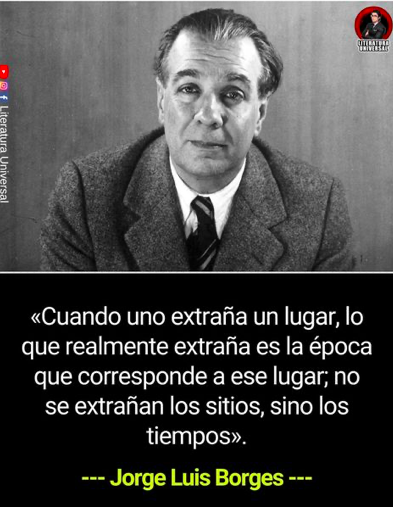 LITERATURA
UNIVERSAL
Literatura Universal
«Cuando uno extraña un lugar, lo
que realmente extraña es la época
que corresponde a ese lugar; no
se extrañan los sitios, sino los
tiempos».
--- Jorge Luis Borges ---